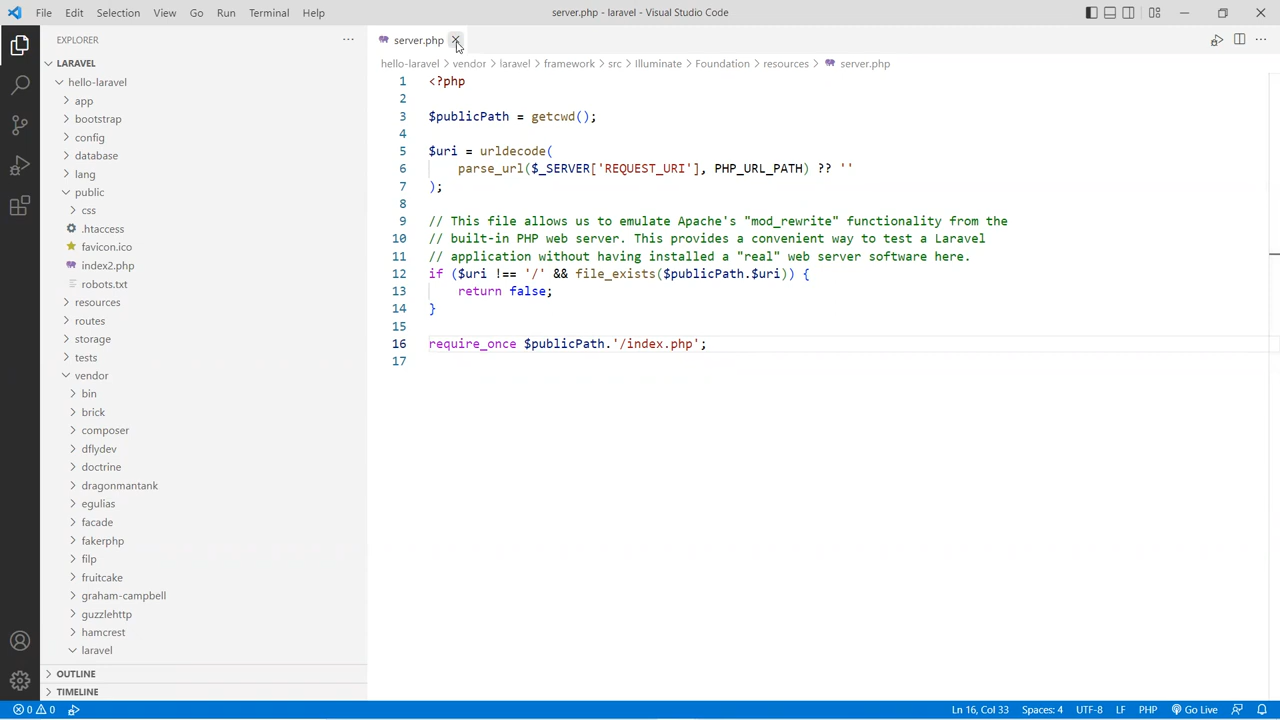 File Edit Selection View Go Run Terminal Help server.php - laravel - Visual Studio Code
EXPLORER
LARAVEL
hello-laravel
app
bootstrap
config
database
lang
public
css
.htaccess
favicon.ico
index2.php
robots.txt
resources
routes
storage
tests
vendor
bin
brick
composer
dflydev
doctrine
dragonmantank
egulias
facade
fakerphp
filp
fruitcake
graham-campbell
guzzlehttp
hamcrest
laravel
OUTLINE
TIMELINE
server.php
hello-laravel > vendor > laravel > framework > src > Illuminate > Foundation > resources > server.php
1 <?php
2
3 $publicPath = getcwd();
4
5 $uri = urldecode(
6     parse_url($_SERVER['REQUEST_URI'], PHP_URL_PATH) ?? ''
7 );
8
9 // This file allows us to emulate Apache's "mod_rewrite" functionality from the
10 // built-in PHP web server. This provides a convenient way to test a Laravel
11 // application without having installed a "real" web server software here.
12 if ($uri !== '/' && file_exists($publicPath.$uri)) {
13     return false;
14 }
15
16 require_once $publicPath.'/index.php';
17
0 0 Ln 16, Col 33 Spaces: 4 UTF-8 LF PHP Go Live